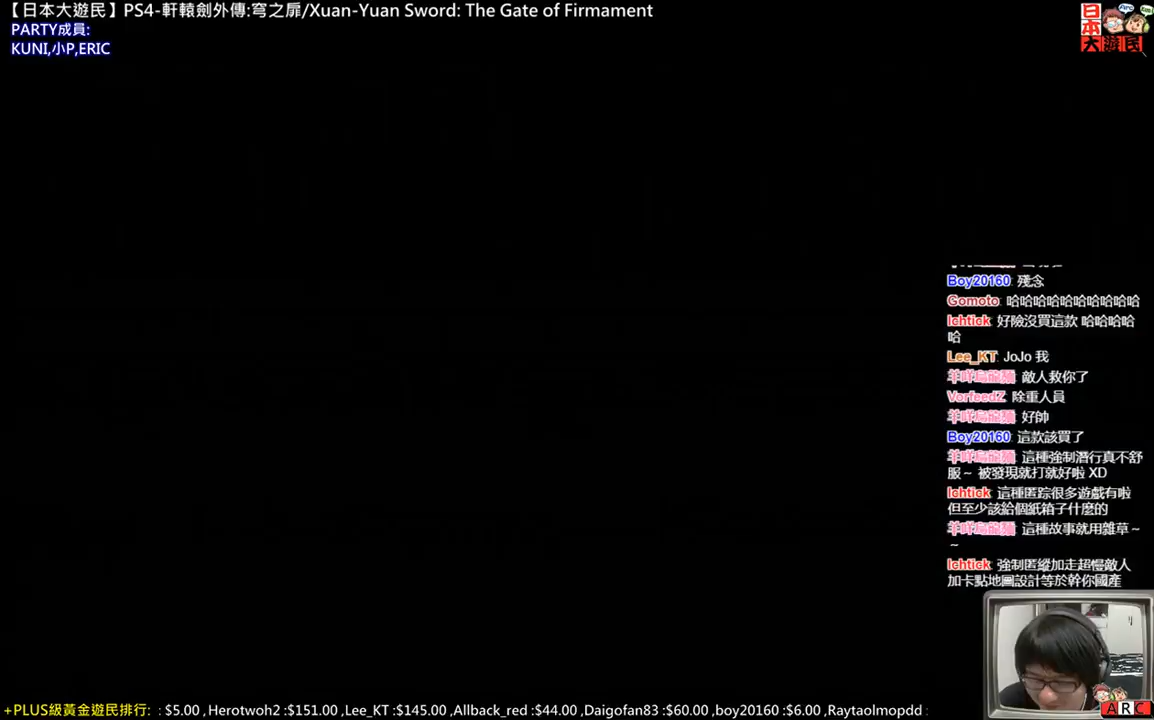 【日本大遊民】PS4-軒轅劍外傳:穹之扉/Xuan-Yuan Sword: The Gate of Firmament
PARTY成員:
KUNI,小P,ERIC
日本大遊民
Boy20160: 殘念
Gomoto: 哈哈哈哈哈哈哈哈哈哈
Ichtick: 好險沒買這款 哈哈哈哈
哈
Lee_KT: JoJo 我
敵人救你了
VorfeedZ: 除重人員
好帥
Boy20160: 這款該買了
這種強制潛行真不舒
服~ 被發現就打就好啦 XD
Ichtick: 這種匿踪很多遊戲有啦
但至少該給個紙箱子什麼的
這種故事就用雜草~
~
Ichtick: 強制匿縱加走超慢敵人
加卡點地圖設計等於幹你國產
ARC
+PLUS級黃金遊民排行: : $5.00 ,Herotwoh2 :$151.00 ,Lee_KT :$145.00 ,Allback_red :$44.00 ,Daigofan83 :$60.00 ,boy20160 :$6.00 ,Raytaolmopdd :